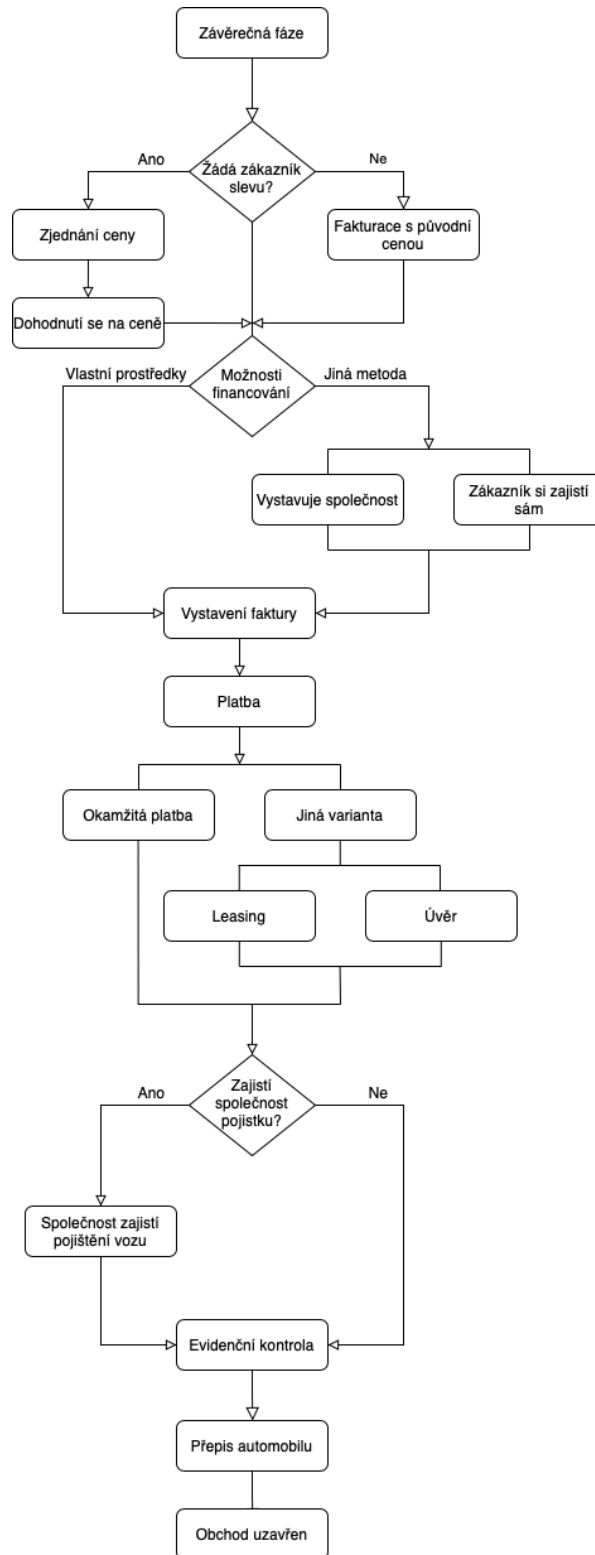 Závěrečná fáze
Ano
Žádá zákazník
slevu?
Ne
Zjednání ceny
Fakturace s původní
cenou
Dohodnutí se na ceně
Vlastní prostředky
Možnosti
financování
Jiná metoda
Vystavuje společnost
Zákazník si zajistí
sám
Vystavení faktury
Platba
Okamžitá platba
Jiná varianta
Leasing
Úvěr
Ano
Zajistí
společnost
pojistku?
Ne
Společnost zajistí
pojištění vozu
Evidenční kontrola
Přepis automobilu
Obchod uzavřen